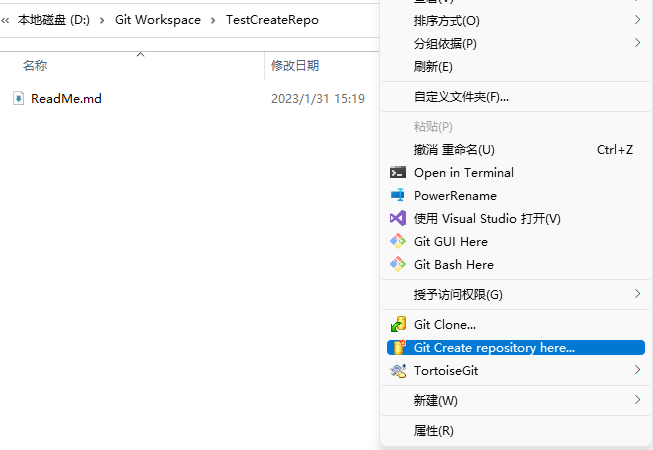 « 本地磁盘 (D:) > Git Workspace > TestCreateRepo
名称 修改日期
ReadMe.md 2023/1/31 15:19
排序方式(O)
分组依据(P)
刷新(E)
自定义文件夹(F)...
粘贴(P)
撤消 重命名(U) Ctrl+Z
Open in Terminal
PowerRename
使用 Visual Studio 打开(V)
Git GUI Here
Git Bash Here
授予访问权限(G)
Git Clone...
Git Create repository here...
TortoiseGit
新建(W)
属性(R)